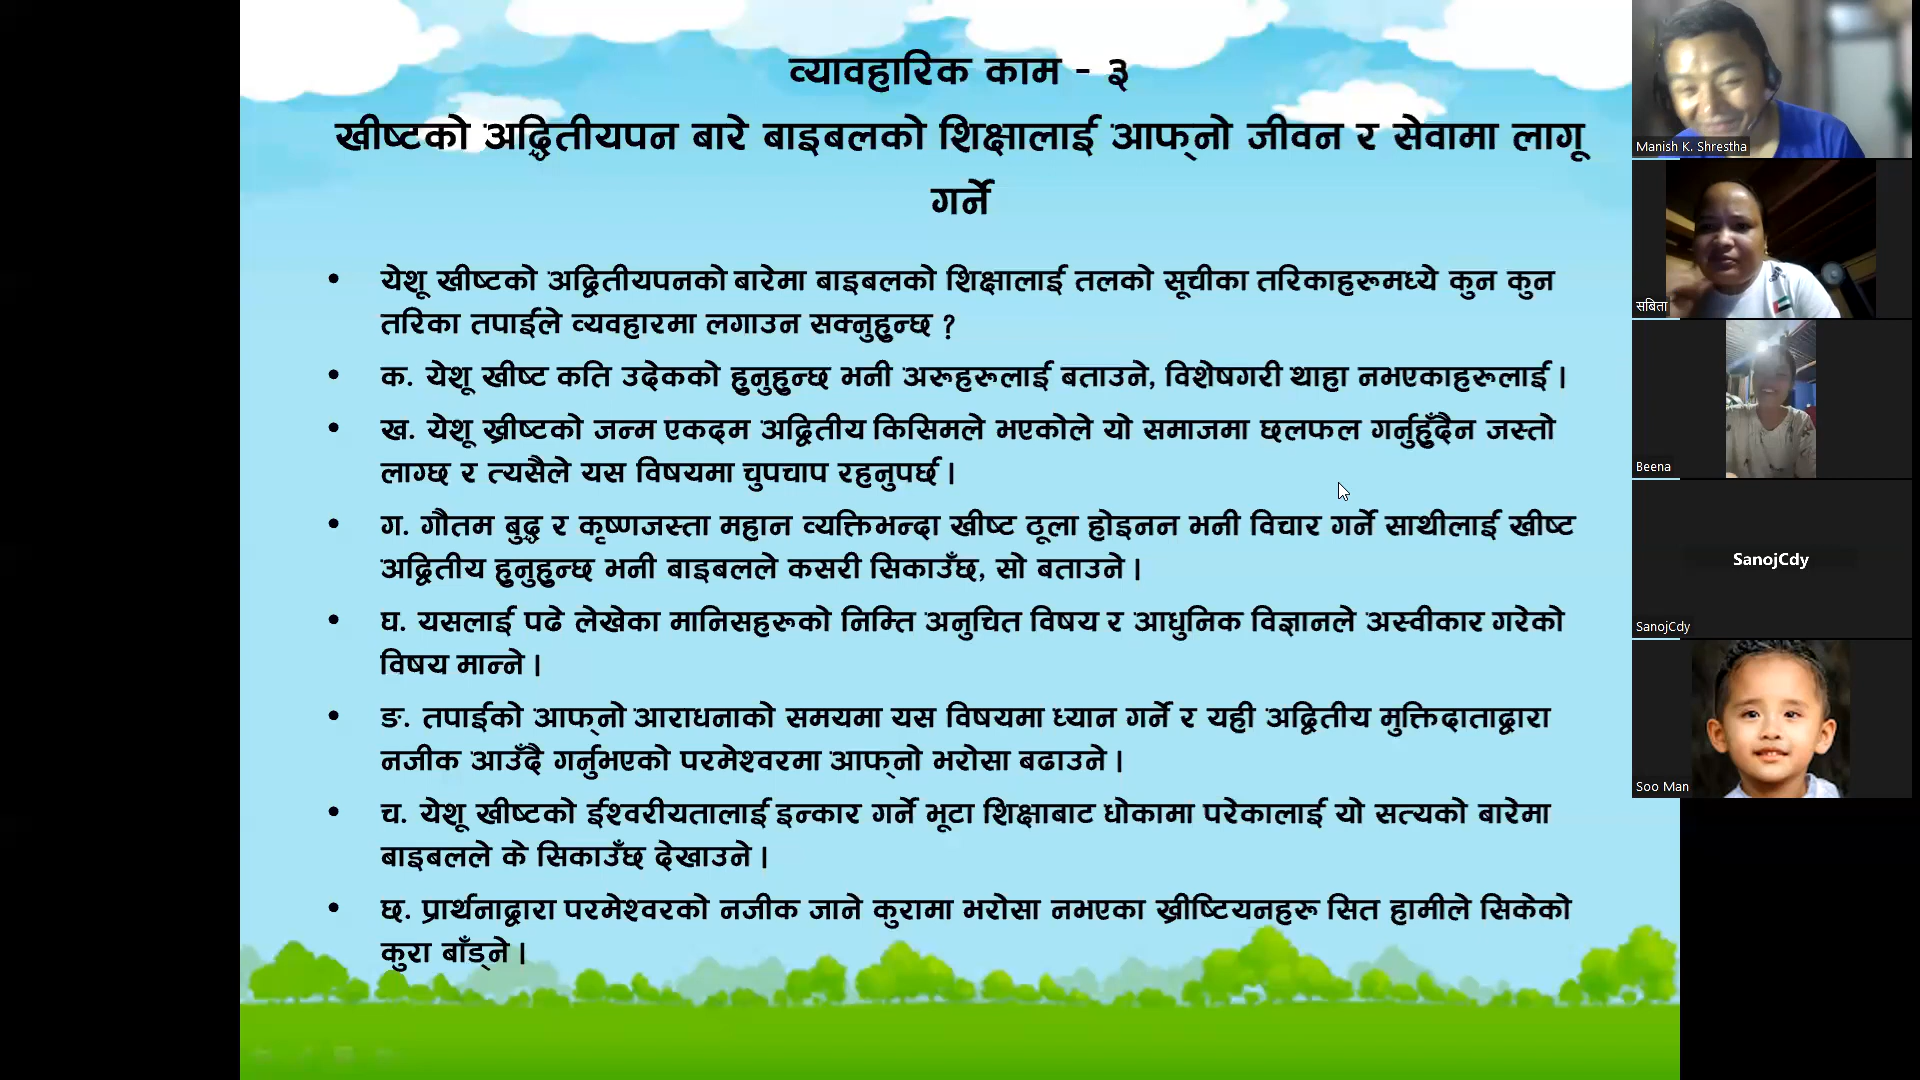 व्यावहारिक काम - ३
ख्रीष्टको अद्वितीयपन बारे बाइबलको शिक्षालाई आफ्नो जीवन र सेवामा लागू
गर्ने
• येशू ख्रीष्टको अद्वितीयपनको बारेमा बाइबलको शिक्षालाई तलको सूचीका तरिकाहरूमध्ये कुन कुन
तरिका तपाईले व्यवहारमा लगाउन सक्नुहुन्छ ?
• क. येशू ख्रीष्ट कति उदेकको हुनुहुन्छ भनी अरूहरूलाई बताउने, विशेषगरी थाहा नभएकाहरूलाई ।
• ख. येशू ख्रीष्टको जन्म एकदम अद्वितीय किसिमले भएकोले यो समाजमा छलफल गर्नुहुँदैन जस्तो
लाग्छ र त्यसैले यस विषयमा चुपचाप रहनुपर्छ ।
• ग. गौतम बुद्ध र कृष्णजस्ता महान व्यक्तिभन्दा ख्रीष्ट ठूला होइनन भनी विचार गर्ने साथीलाई ख्रीष्ट
अद्वितीय हुनुहुन्छ भनी बाइबलले कसरी सिकाउँछ, सो बताउने ।
• घ. यसलाई पढे लेखेका मानिसहरूको निम्ति अनुचित विषय र आधुनिक विज्ञानले अस्वीकार गरेको
विषय मान्ने ।
• ङ. तपाईको आफ्नो आराधनाको समयमा यस विषयमा ध्यान गर्ने र यही अद्वितीय मुक्तिदाताद्वारा
नजीक आउँदै गर्नुभएको परमेश्वरमा आफ्नो भरोसा बढाउने ।
• च. येशू ख्रीष्टको ईश्वरीयतालाई इन्कार गर्ने भूटा शिक्षाबाट धोकामा परेकालाई यो सत्यको बारेमा
बाइबलले के सिकाउँछ देखाउने ।
• छ. प्रार्थनाद्वारा परमेश्वरको नजीक जाने कुरामा भरोसा नभएका ख्रीष्टियनहरू सित हामीले सिकेको
कुरा बाँड्ने ।
Manish K. Shrestha
सबिता
Beena
SanojCdy
SanojCdy
Soo Man